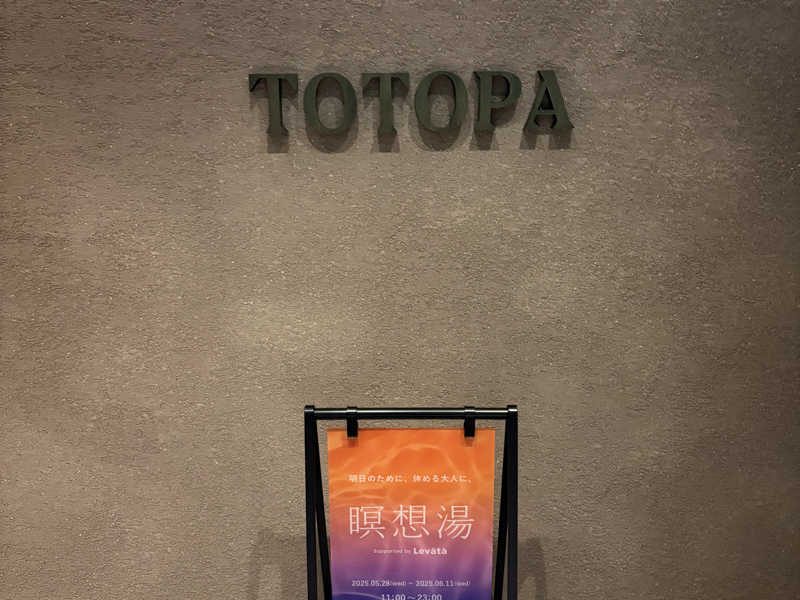 TOTOPA
明日のために、休める大人に、
瞑想湯
Supported by Levätä
2025.05.28(wed) ~ 2025.06.11(wed)
11:00 ~ 23:00